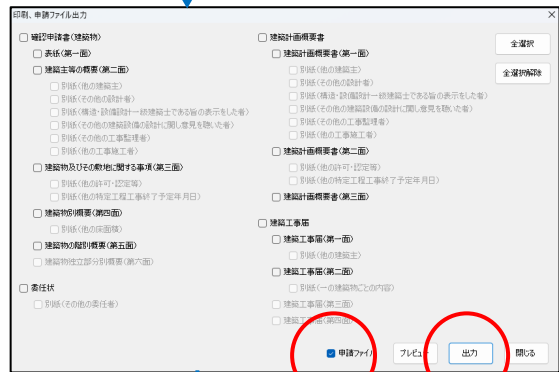 印刷、申請ファイル出力
確認申請書(建築物)
表紙(第一面)
建築主等の概要(第二面)
別紙(他の建築主)
別紙(その他の設計者)
別紙(構造・設備設計一級建築士である旨の表示をした者)
別紙(その他の建築設備の設計に関し意見を聴いた者)
別紙(その他の工事監理者)
別紙(他の工事施工者)
建築物及びその敷地に関する事項(第三面)
別紙(他の許可・認定等)
別紙(他の特定工程工事終了予定年月日)
建築物別概要(第四面)
別紙(他の床面積)
建築物の階別概要(第五面)
建築物独立部分別概要(第六面)
委任状
別紙(その他の委任者)
建築計画概要書
建築計画概要書(第一面)
別紙(他の建築主)
別紙(その他の設計者)
別紙(構造・設備設計一級建築士である旨の表示をした者)
別紙(その他の建築設備の設計に関し意見を聴いた者)
別紙(その他の工事監理者)
別紙(他の工事施工者)
建築計画概要書(第二面)
別紙(他の許可・認定等)
別紙(他の特定工程工事終了予定年月日)
建築計画概要書(第三面)
建築工事届
建築工事届(第一面)
別紙(他の建築主)
建築工事届(第二面)
別紙(一の建築物ごとの内容)
建築工事届(第三面)
建築工事届(第四面)
全選択
全選択解除
申請ファイル
プレビュー
出力
閉じる